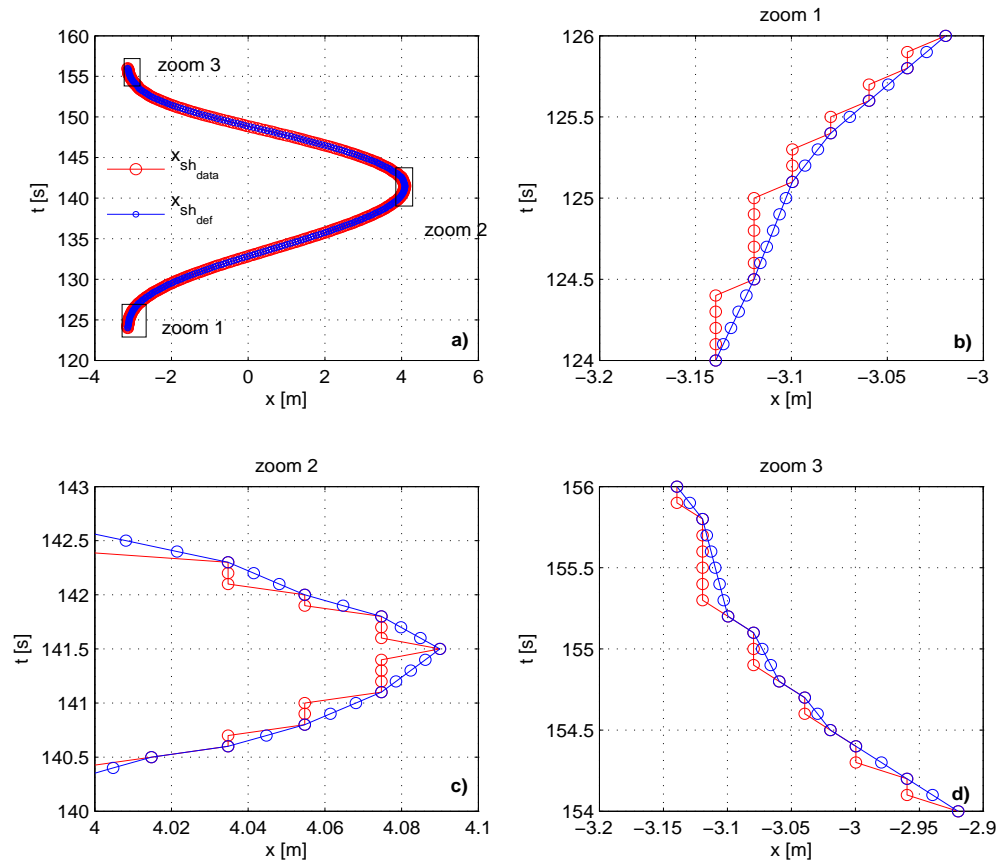 zoom 1
160
155
150
145
140
135
130
125
120
t [s]
zoom 3
x_sh_data
x_sh_def
zoom 2
zoom 1
a)
−4 −2 0 2 4 6
x [m]
126
125.5
125
124.5
124
t [s]
b)
−3.2 −3.15 −3.1 −3.05 −3
x [m]
zoom 2
143
142.5
142
141.5
141
140.5
140
t [s]
c)
4 4.02 4.04 4.06 4.08 4.1
x [m]
zoom 3
156
155.5
155
154.5
154
t [s]
d)
−3.2 −3.15 −3.1 −3.05 −3 −2.95 −2.9
x [m]